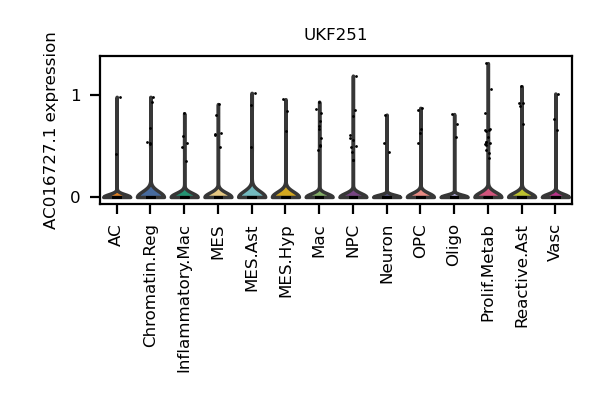 UKF251
AC016727.1 expression
1
0
AC
Chromatin.Reg
Inflammatory.Mac
MES
MES.Ast
MES.Hyp
Mac
NPC
Neuron
OPC
Oligo
Prolif.Metab
Reactive.Ast
Vasc